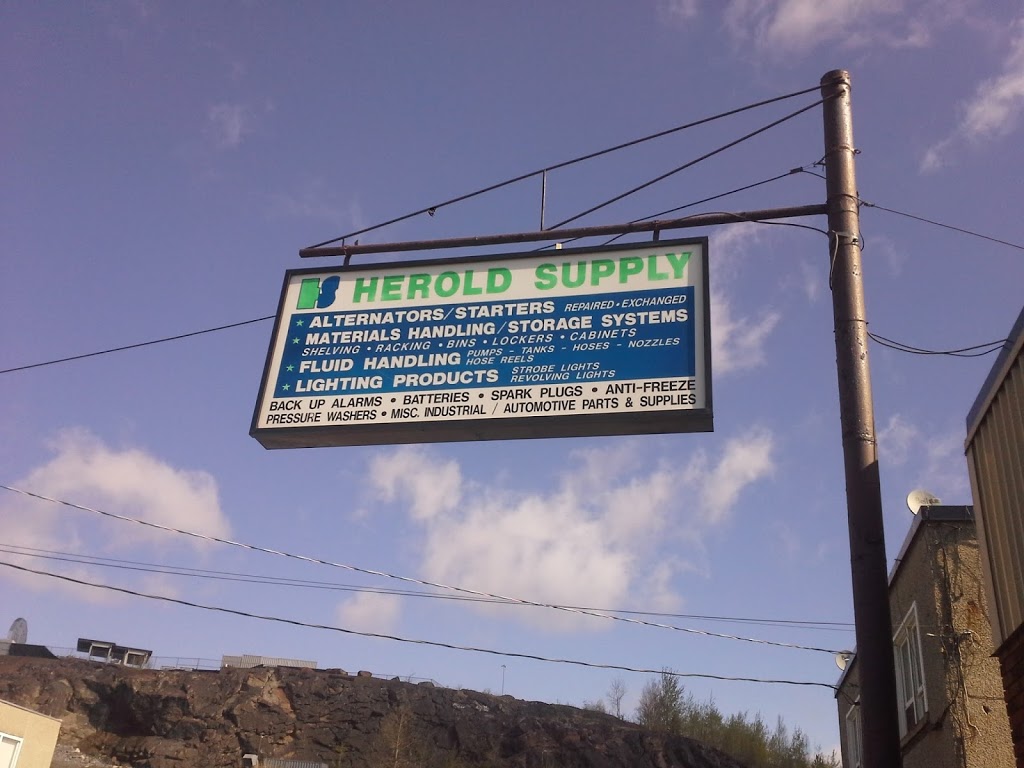 HS HEROLD SUPPLY
★ ALTERNATORS/STARTERS REPAIRED • EXCHANGED
★ MATERIALS HANDLING/STORAGE SYSTEMS
SHELVING • RACKING • BINS • LOCKERS • CABINETS
★ FLUID HANDLING PUMPS - TANKS - HOSES - NOZZLES
HOSE REELS
★ LIGHTING PRODUCTS STROBE LIGHTS
REVOLVING LIGHTS
BACK UP ALARMS • BATTERIES • SPARK PLUGS • ANTI-FREEZE
PRESSURE WASHERS • MISC. INDUSTRIAL / AUTOMOTIVE PARTS & SUPPLIES